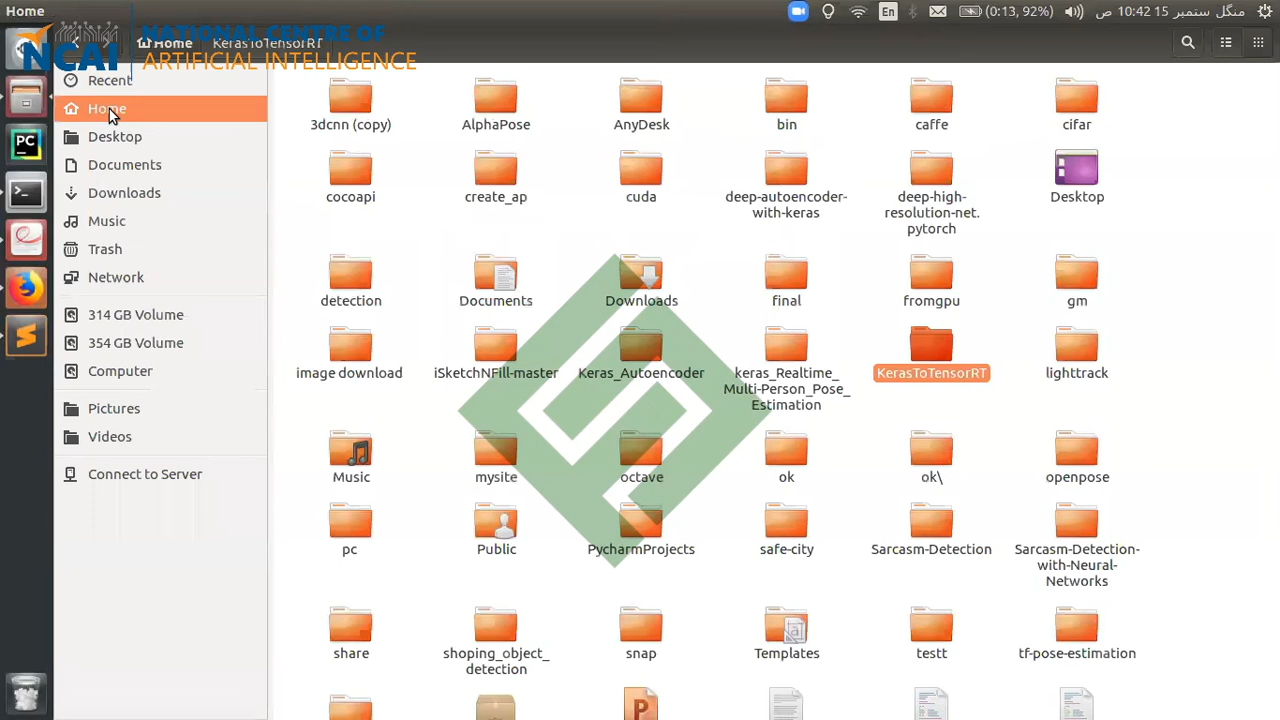 Home
En
(0:13, 92%)
منگل ستمبر 15 10:42 ص
NCAI
NATIONAL CENTRE OF
ARTIFICIAL INTELLIGENCE
Home
KerasToTensorRT
Recent
Home
Desktop
Documents
Downloads
Music
Trash
Network
314 GB Volume
354 GB Volume
Computer
Pictures
Videos
Connect to Server
PC
3dcnn (copy)
AlphaPose
AnyDesk
bin
caffe
cifar
cocoapi
create_ap
cuda
deep-autoencoder-
with-keras
deep-high-
resolution-net.
pytorch
Desktop
detection
Documents
Downloads
final
fromgpu
gm
image download
iSketchNFill-master
Keras_Autoencoder
keras_Realtime_
Multi-Person_Pose_
Estimation
KerasToTensorRT
lighttrack
Music
mysite
octave
ok
ok\
openpose
pc
Public
PycharmProjects
safe-city
Sarcasm-Detection
Sarcasm-Detection-
with-Neural-
Networks
share
shoping_object_
detection
snap
Templates
testt
tf-pose-estimation